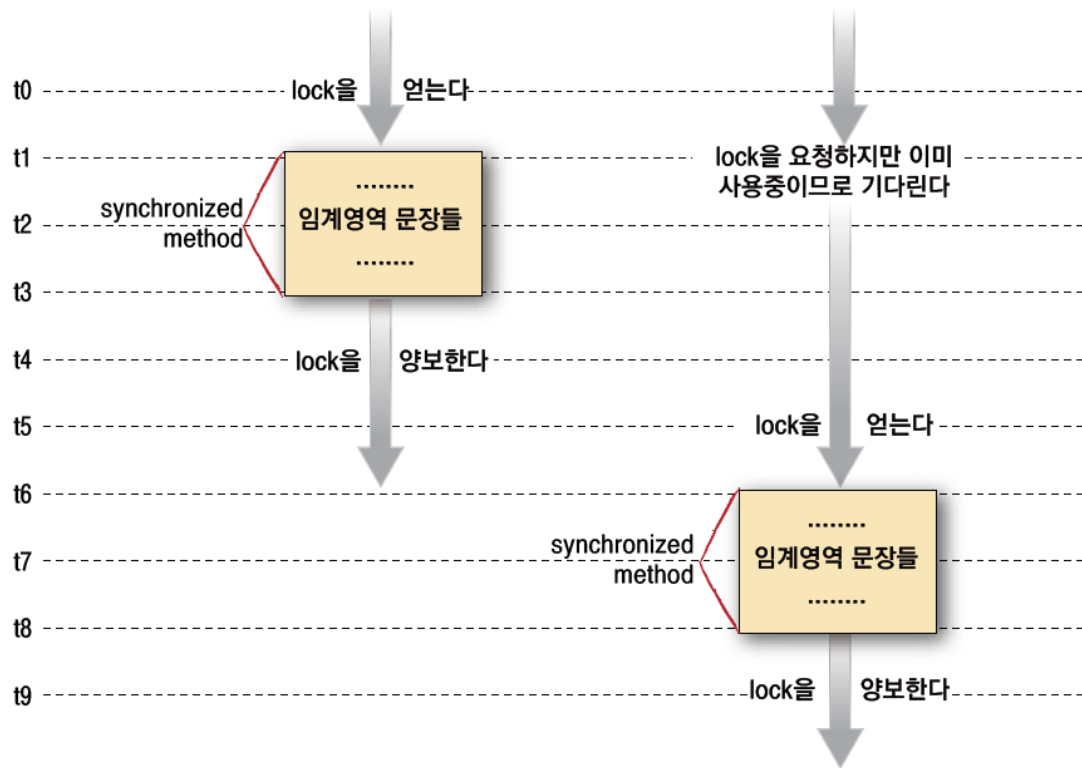 t0
lock을 얻는다
t1
lock을 요청하지만 이미
사용중이므로 기다린다
........
synchronized
method
t2
임계영역 문장들
........
t3
t4
lock을 양보한다
t5
lock을 얻는다
t6
........
synchronized
method
t7
임계영역 문장들
........
t8
t9
lock을 양보한다